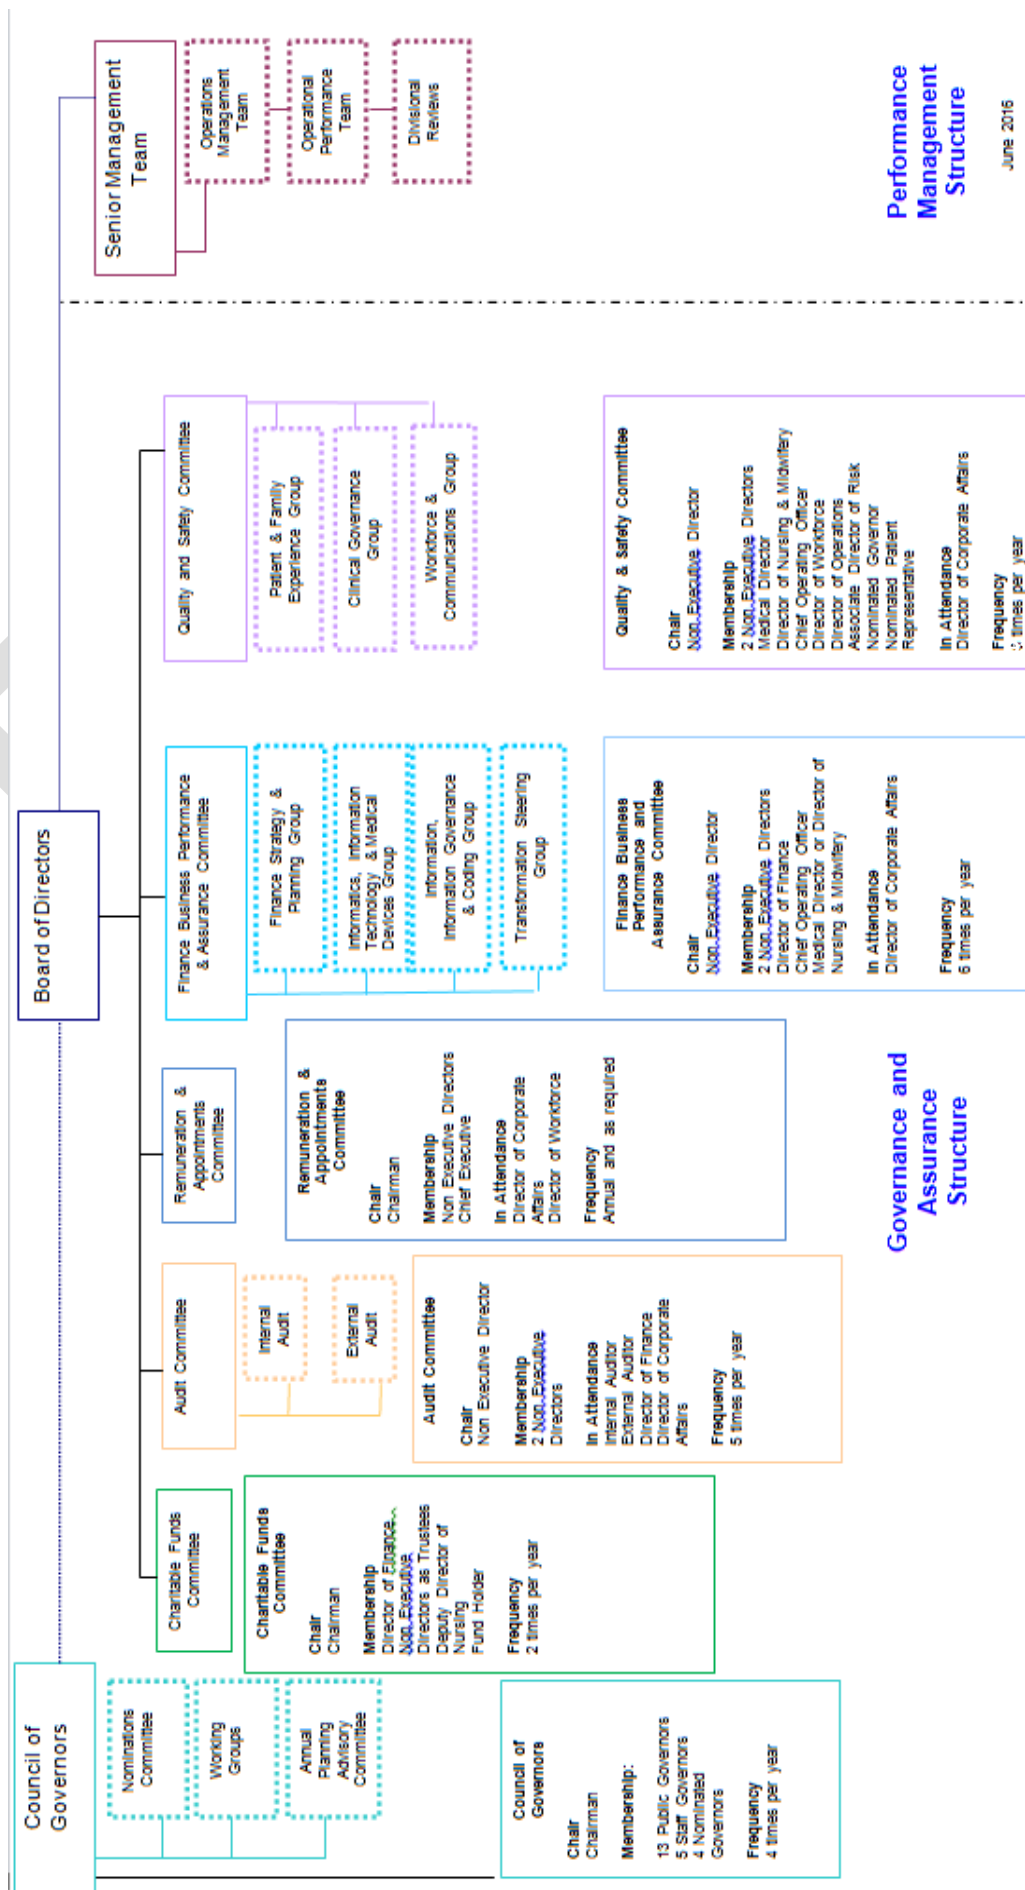 Board of Directors
Council of
Governors
Nominations
Committee
Working
Groups
Annual
Planning
Advisory
Committee
Charitable Funds
Committee
Audit Committee
Internal
Audit
External
Audit
Remuneration &
Appointments
Committee
Finance Business Performance
& Assurance Committee
Finance Strategy &
Planning Group
Informatics, Information
Technology & Medical
Devices Group
Information,
Information Governance
& Coding Group
Transformation Steering
Group
Quality and Safety Committee
Patient & Family
Experience Group
Clinical Governance
Group
Workforce &
Communications Group
Senior Management
Team
Operations
Management
Team
Operational
Performance
Team
Divisional
Reviews
Council of
Governors
Chair
Chairman
Membership:
13 Public Governors
5 Staff Governors
4 Nominated
Governors
Frequency
4 times per year
Charitable Funds
Committee
Chair
Chairman
Membership
Director of Finance
Non Executive
Directors as Trustees
Deputy Director of
Nursing
Fund Holder
Frequency
2 times per year
Audit Committee
Chair
Non Executive Director
Membership
2 Non Executive
Directors
In Attendance
Internal Auditor
External Auditor
Director of Finance
Director of Corporate
Affairs
Frequency
5 times per year
Remuneration &
Appointments
Committee
Chair
Chairman
Membership
Non Executive Directors
Chief Executive
In Attendance
Director of Corporate
Affairs
Director of Workforce
Frequency
Annual and as required
Finance Business
Performance and
Assurance Committee
Chair
Non Executive Director
Membership
2 Non Executive Directors
Director of Finance
Chief Operating Officer
Medical Director or Director of
Nursing & Midwifery
In Attendance
Director of Corporate Affairs
Frequency
6 times per year
Quality & Safety Committee
Chair
Non Executive Director
Membership
2 Non Executive Directors
Medical Director
Director of Nursing & Midwifery
Chief Operating Officer
Director of Workforce
Director of Operations
Associate Director of Risk
Nominated Governor
Nominated Patient
Representative
In Attendance
Director of Corporate Affairs
Frequency
times per year
Governance and
Assurance
Structure
Performance
Management
Structure
June 2016